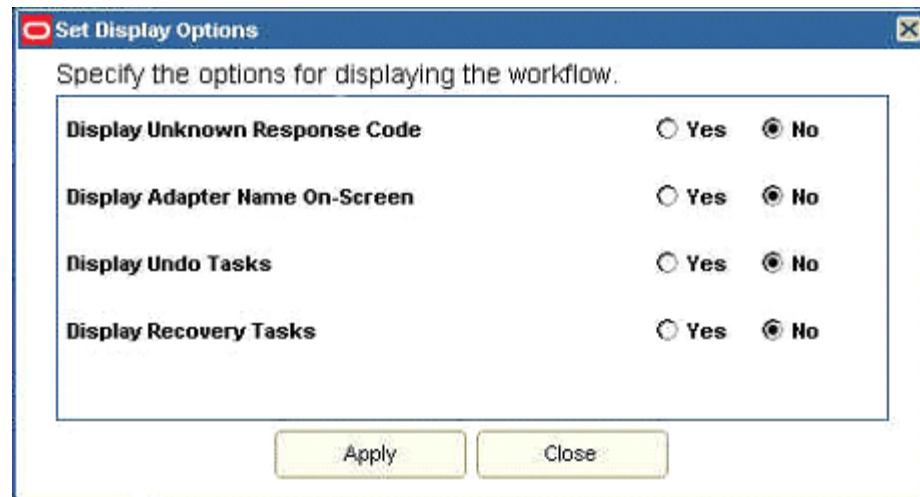 Set Display Options
Specify the options for displaying the workflow.
Display Unknown Response Code Yes No
Display Adapter Name On-Screen Yes No
Display Undo Tasks Yes No
Display Recovery Tasks Yes No
Apply Close